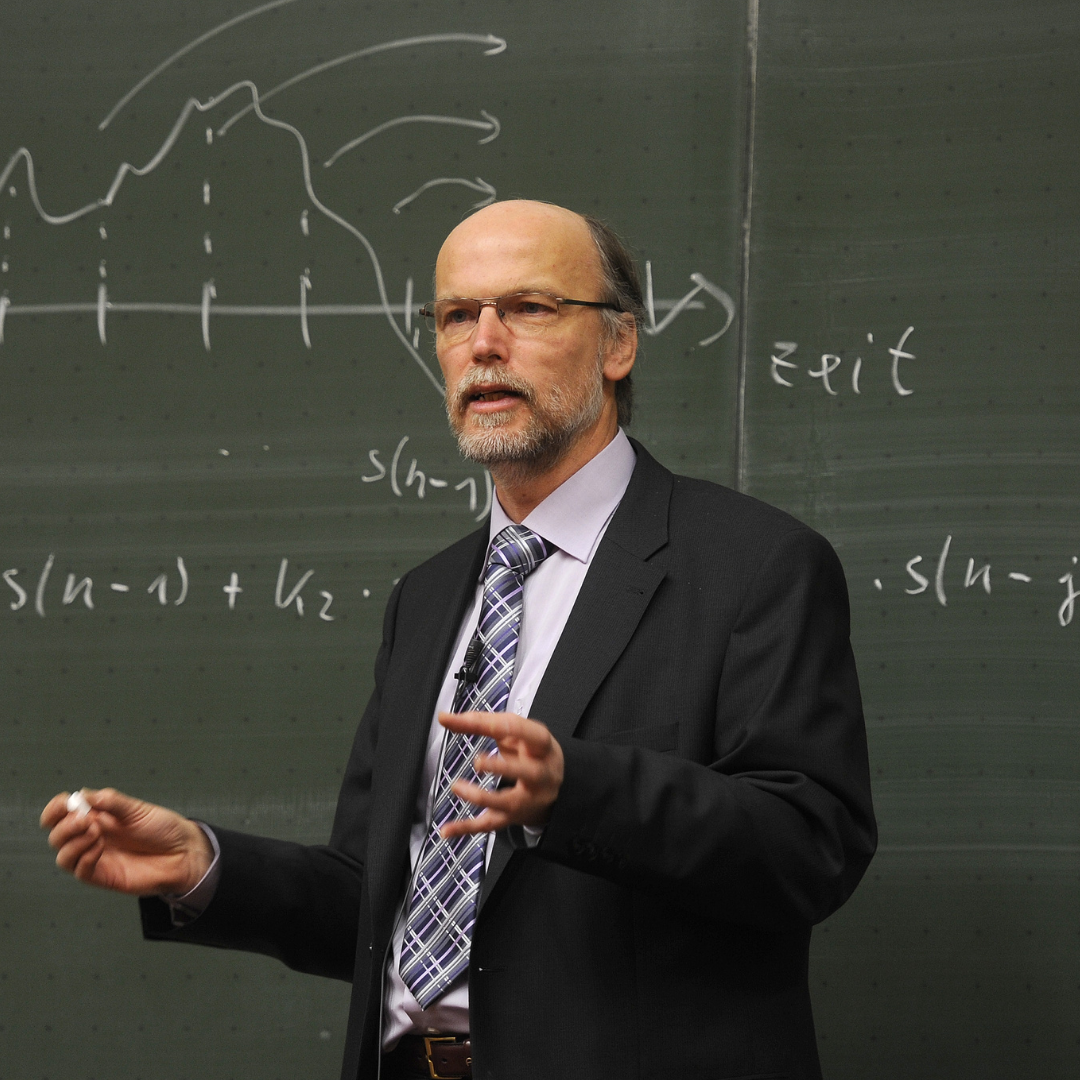 Zeit
s(n-1)
s(n-1) + k₂ · · s(n-j